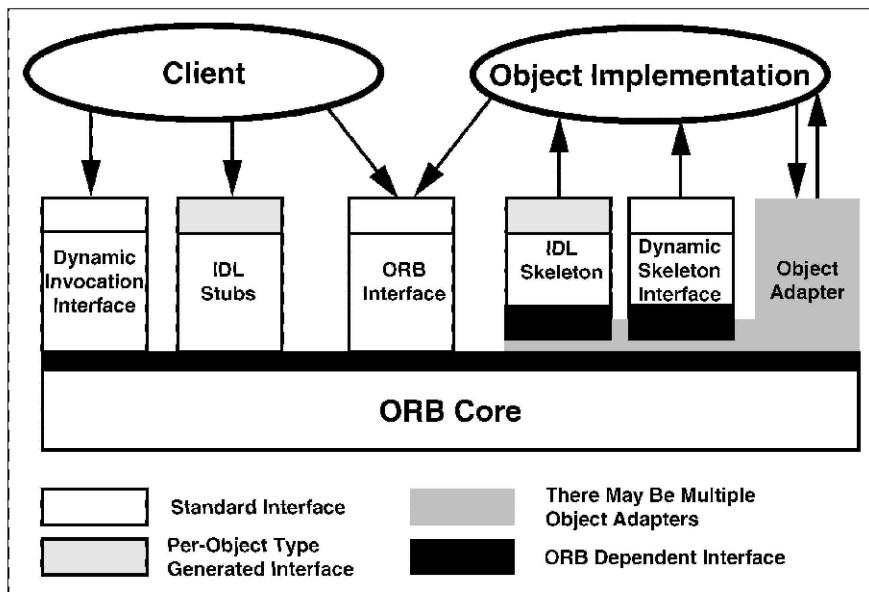 Client
Object Implementation
Dynamic
Invocation
Interface
IDL
Stubs
ORB
Interface
IDL
Skeleton
Dynamic
Skeleton
Interface
Object
Adapter
ORB Core
Standard Interface
Per-Object Type
Generated Interface
There May Be Multiple
Object Adapters
ORB Dependent Interface